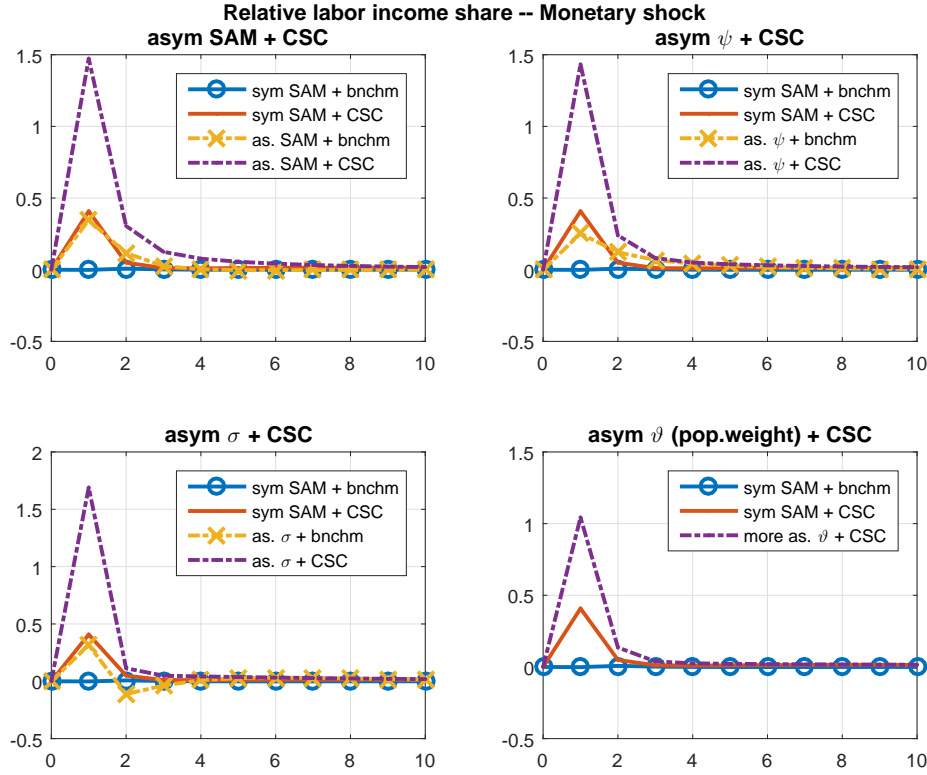 Relative labor income share -- Monetary shock
asym SAM + CSC
1.5
1
0.5
0
-0.5
0 2 4 6 8 10
sym SAM + bnchm
sym SAM + CSC
as. SAM + bnchm
as. SAM + CSC
asym ψ + CSC
1.5
1
0.5
0
-0.5
0 2 4 6 8 10
sym SAM + bnchm
sym SAM + CSC
as. ψ + bnchm
as. ψ + CSC
asym σ + CSC
2
1.5
1
0.5
0
-0.5
0 2 4 6 8 10
sym SAM + bnchm
sym SAM + CSC
as. σ + bnchm
as. σ + CSC
asym ϑ (pop.weight) + CSC
1.5
1
0.5
0
-0.5
0 2 4 6 8 10
sym SAM + bnchm
sym SAM + CSC
more as. ϑ + CSC